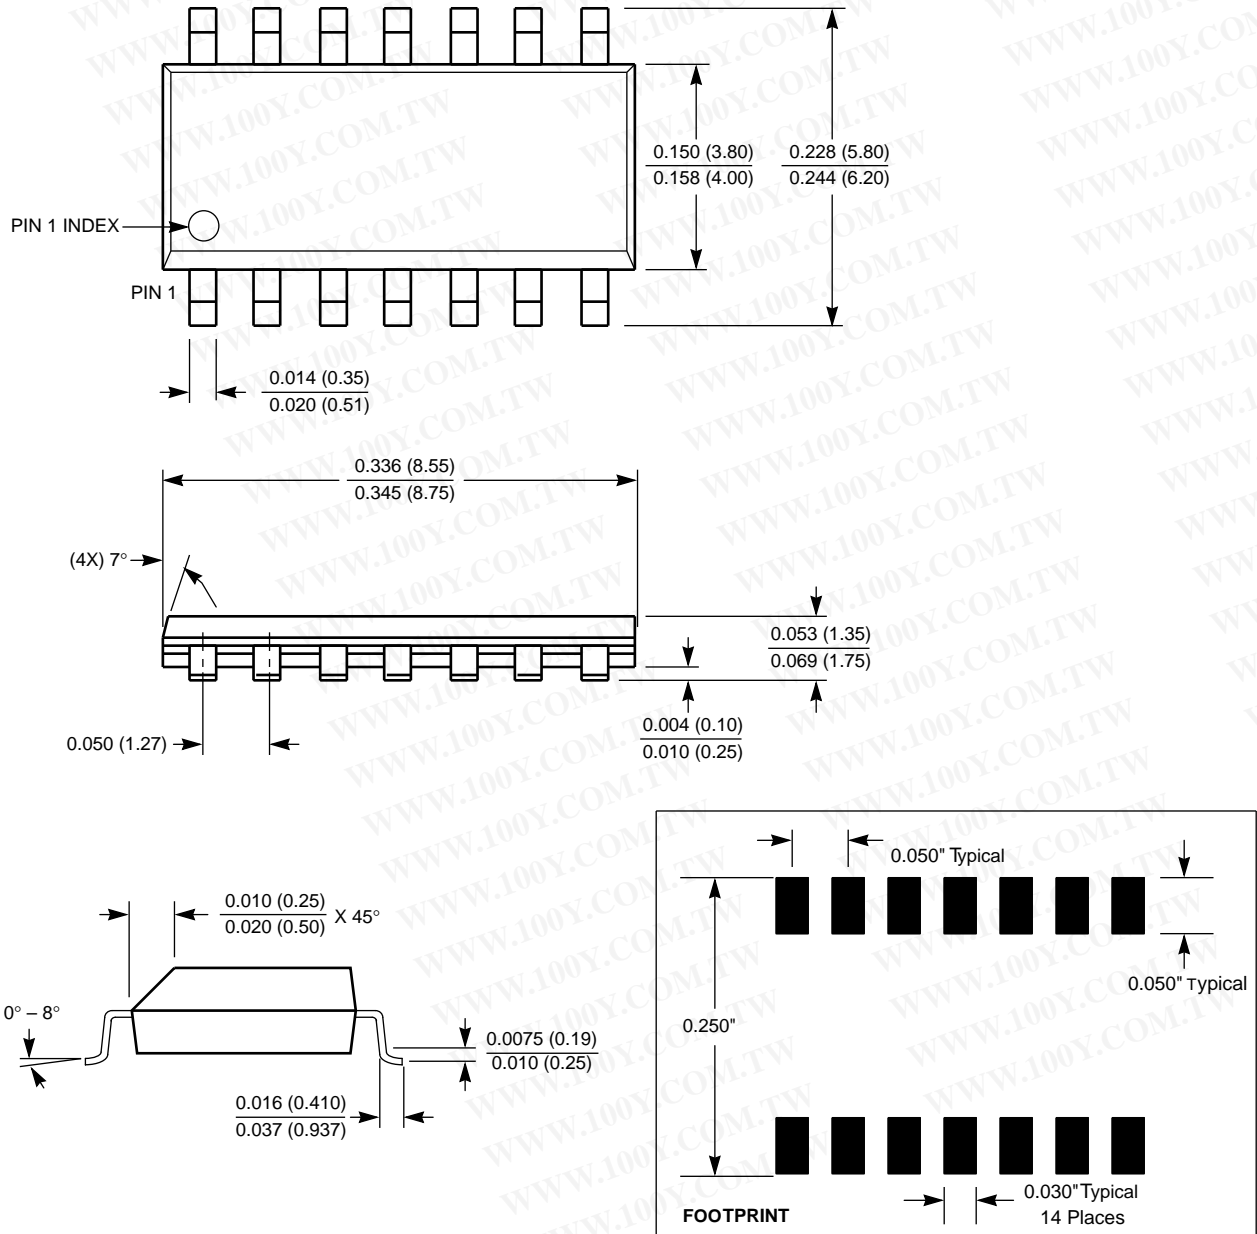 0.150 (3.80)
0.158 (4.00)
0.228 (5.80)
0.244 (6.20)
PIN 1 INDEX
PIN 1
0.014 (0.35)
0.020 (0.51)
0.336 (8.55)
0.345 (8.75)
(4X) 7°
0.053 (1.35)
0.069 (1.75)
0.004 (0.10)
0.010 (0.25)
0.050 (1.27)
0.010 (0.25)
0.020 (0.50)
X 45°
0° – 8°
0.0075 (0.19)
0.010 (0.25)
0.016 (0.410)
0.037 (0.937)
0.050" Typical
0.050" Typical
0.250"
0.030" Typical
14 Places
FOOTPRINT
WWW.100Y.COM.TW